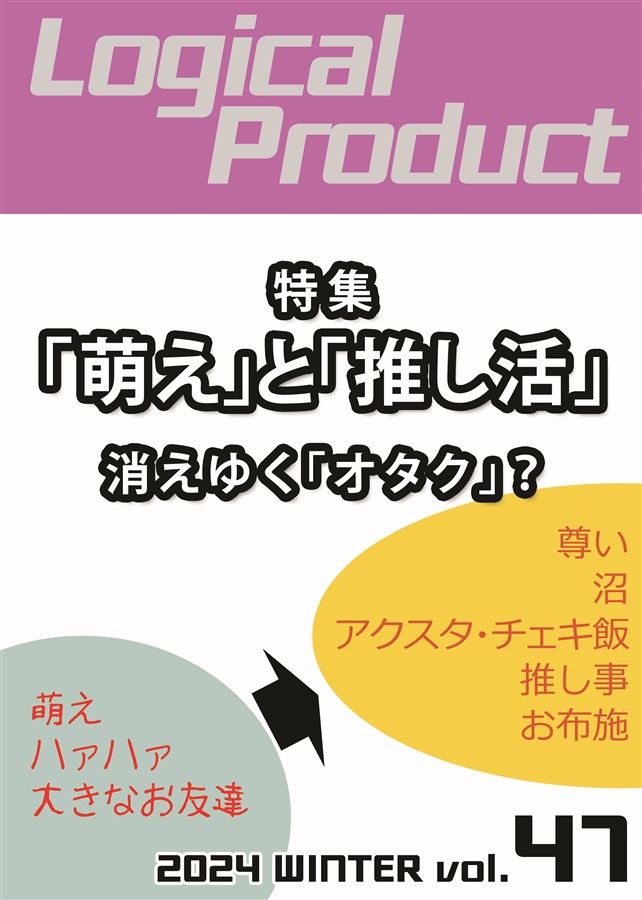 Logical
Product
特集
「萌え」と「推し活」
消えゆく「オタク」？
尊い
沼
アクスタ・チェキ飯
推し事
お布施
萌え
ハァハァ
大きなお友達
2024 WINTER vol.47